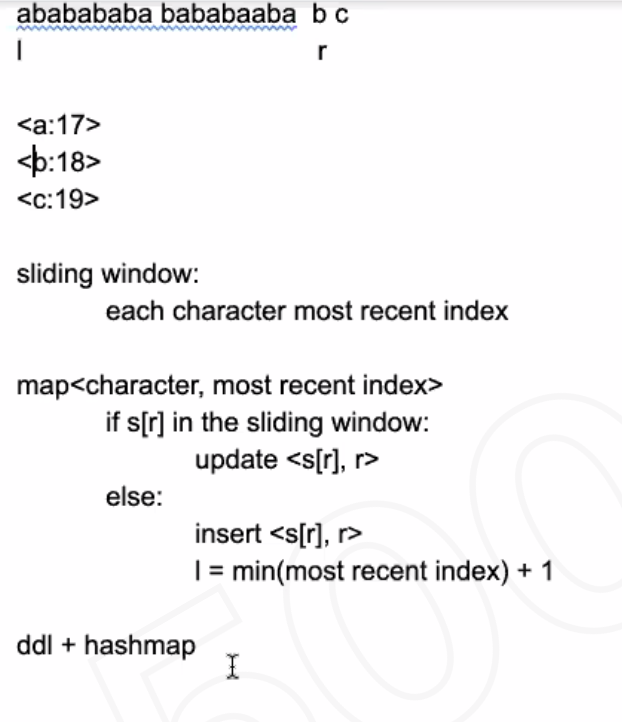 ababababa bababaaba b c
l r
<a:17>
<b:18>
<c:19>
sliding window:
each character most recent index
map<character, most recent index>
if s[r] in the sliding window:
update <s[r], r>
else:
insert <s[r], r>
l = min(most recent index) + 1
ddl + hashmap